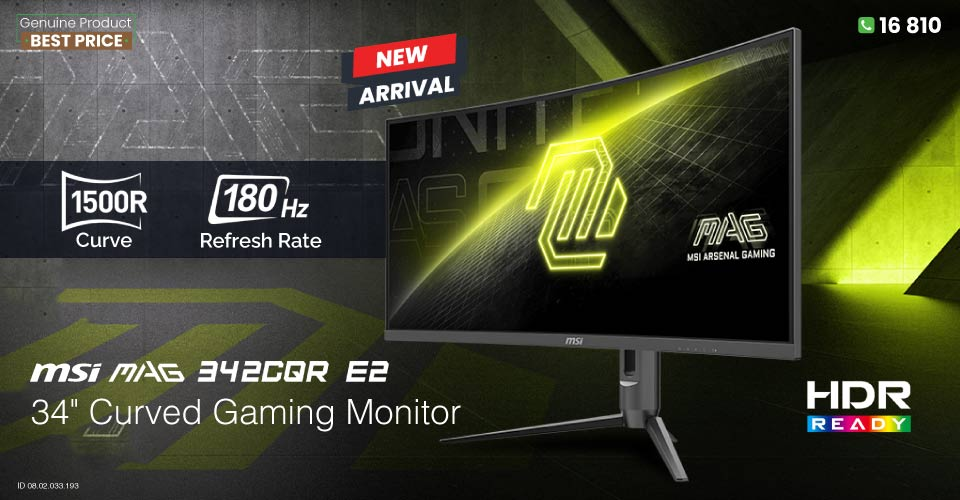 Genuine Product
BEST PRICE
16 810
NEW
ARRIVAL
1500R
Curve
180 Hz
Refresh Rate
MAG
MSI ARSENAL GAMING
msi
msi MAG 342CQR E2
34" Curved Gaming Monitor
HDR
READY
ID 08.02.033.193